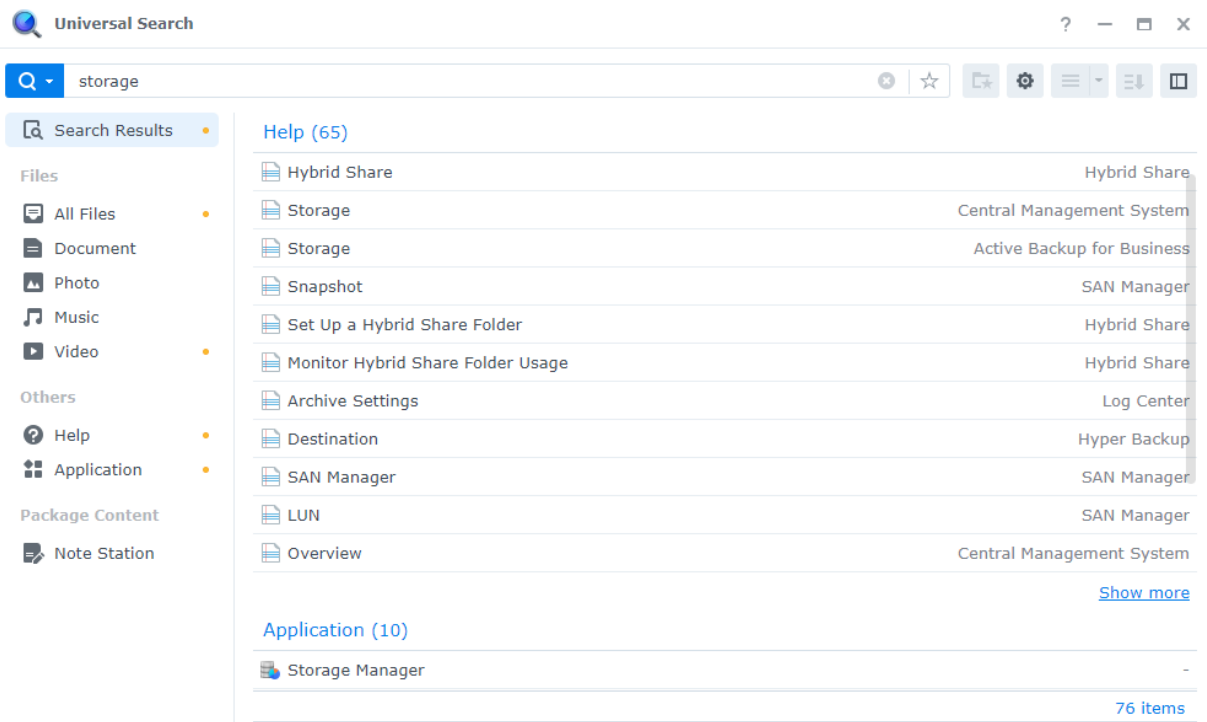 Universal Search
?
storage
Search Results
Files
All Files
Document
Photo
Music
Video
Others
Help
Application
Package Content
Note Station
Help (65)
Hybrid Share Hybrid Share
Storage Central Management System
Storage Active Backup for Business
Snapshot SAN Manager
Set Up a Hybrid Share Folder Hybrid Share
Monitor Hybrid Share Folder Usage Hybrid Share
Archive Settings Log Center
Destination Hyper Backup
SAN Manager SAN Manager
LUN SAN Manager
Overview Central Management System
Show more
Application (10)
Storage Manager -
76 items